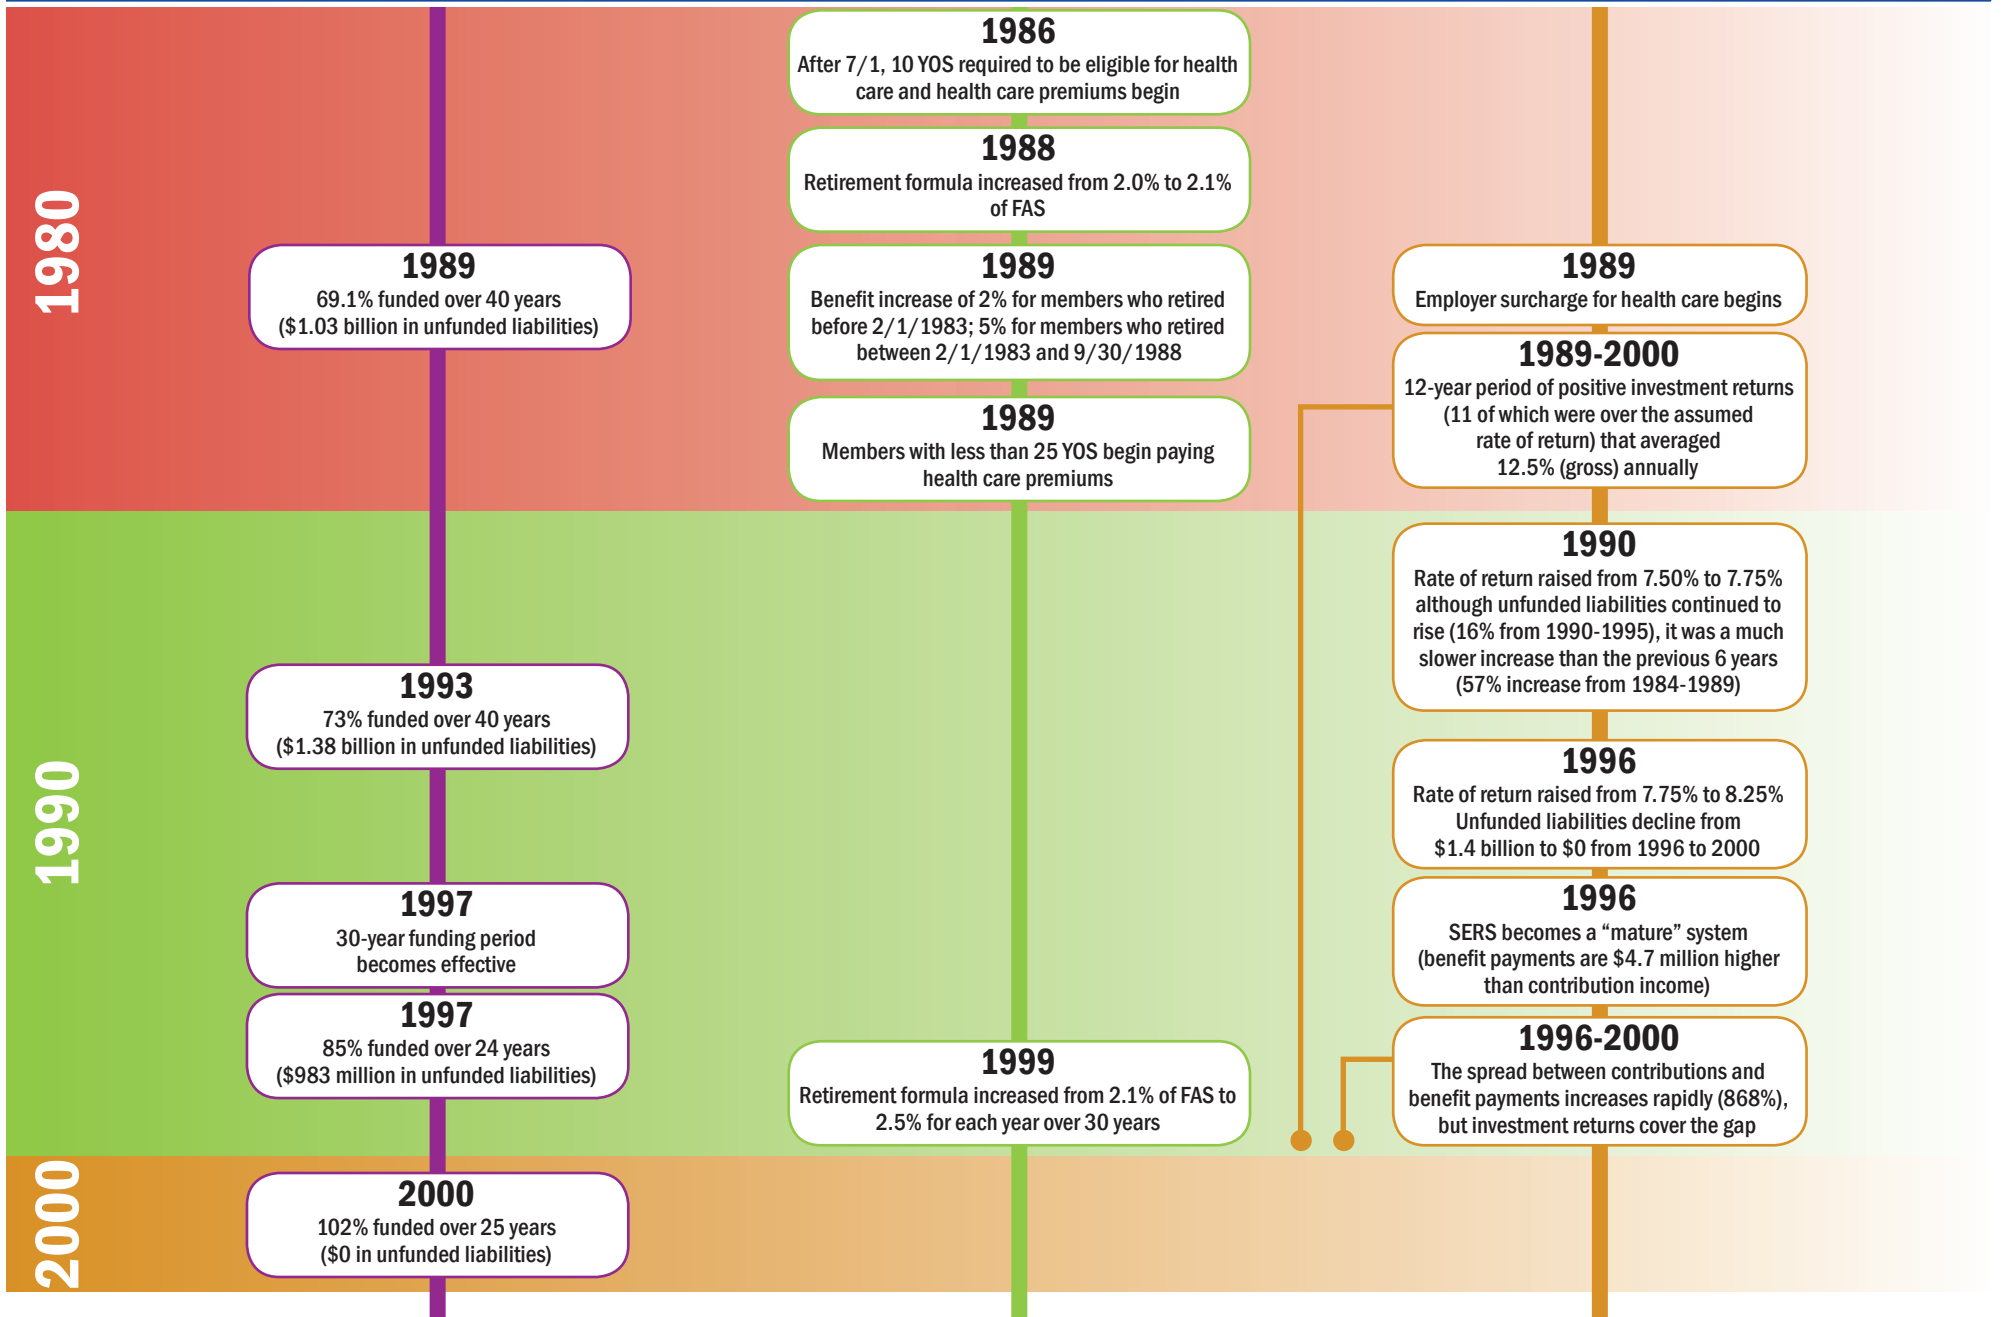 1980
1989
69.1% funded over 40 years
($1.03 billion in unfunded liabilities)
1986
After 7/1, 10 YOS required to be eligible for health
care and health care premiums begin
1988
Retirement formula increased from 2.0% to 2.1%
of FAS
1989
Benefit increase of 2% for members who retired
before 2/1/1983; 5% for members who retired
between 2/1/1983 and 9/30/1988
1989
Members with less than 25 YOS begin paying
health care premiums
1989
Employer surcharge for health care begins
1989-2000
12-year period of positive investment returns
(11 of which were over the assumed
rate of return) that averaged
12.5% (gross) annually
1990
1993
73% funded over 40 years
($1.38 billion in unfunded liabilities)
1997
30-year funding period
becomes effective
1997
85% funded over 24 years
($983 million in unfunded liabilities)
1999
Retirement formula increased from 2.1% of FAS to
2.5% for each year over 30 years
1990
Rate of return raised from 7.50% to 7.75%
although unfunded liabilities continued to
rise (16% from 1990-1995), it was a much
slower increase than the previous 6 years
(57% increase from 1984-1989)
1996
Rate of return raised from 7.75% to 8.25%
Unfunded liabilities decline from
$1.4 billion to $0 from 1996 to 2000
1996
SERS becomes a “mature” system
(benefit payments are $4.7 million higher
than contribution income)
1996-2000
The spread between contributions and
benefit payments increases rapidly (868%),
but investment returns cover the gap
2000
2000
102% funded over 25 years
($0 in unfunded liabilities)